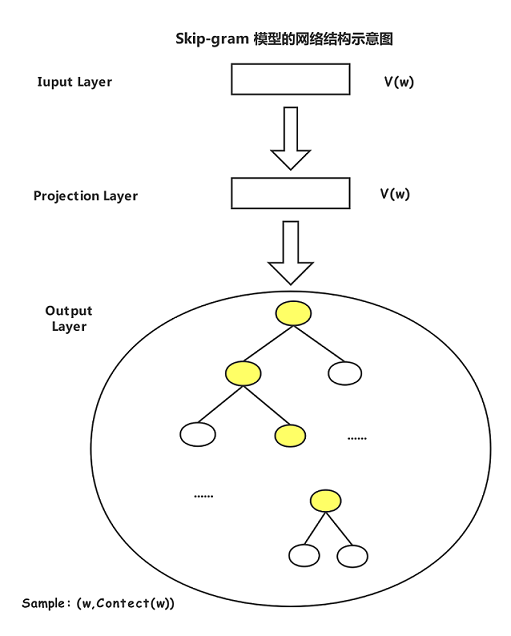 Skip-gram 模型的网络结构示意图
Iuput Layer
V(w)
Projection Layer
V(w)
Output
Layer
......
......
Sample: (w,Contect(w))